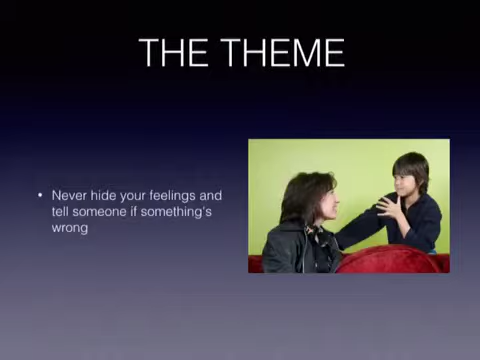 THE THEME
• Never hide your feelings and
tell someone if something's
wrong